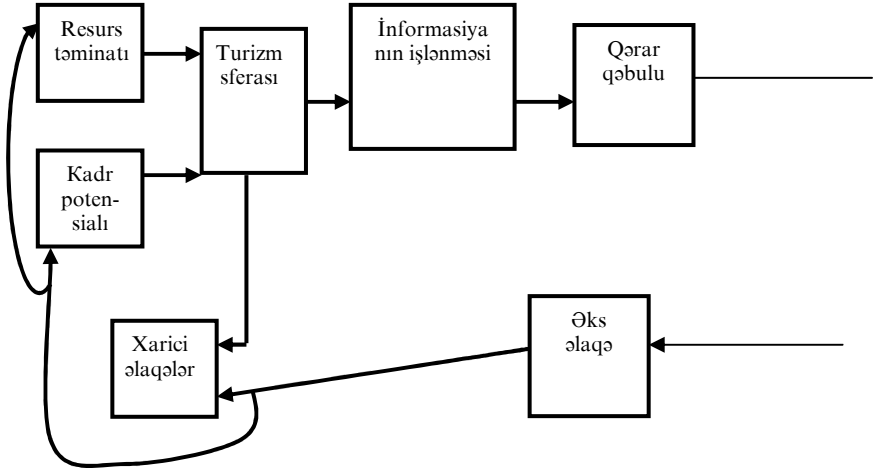 Resurs
təminatı
Turizm
sferası
İnformasiya
nın işlənməsi
Qərar
qəbulu
Kadr
poten-
sialı
Xarici
əlaqələr
Əks
əlaqə